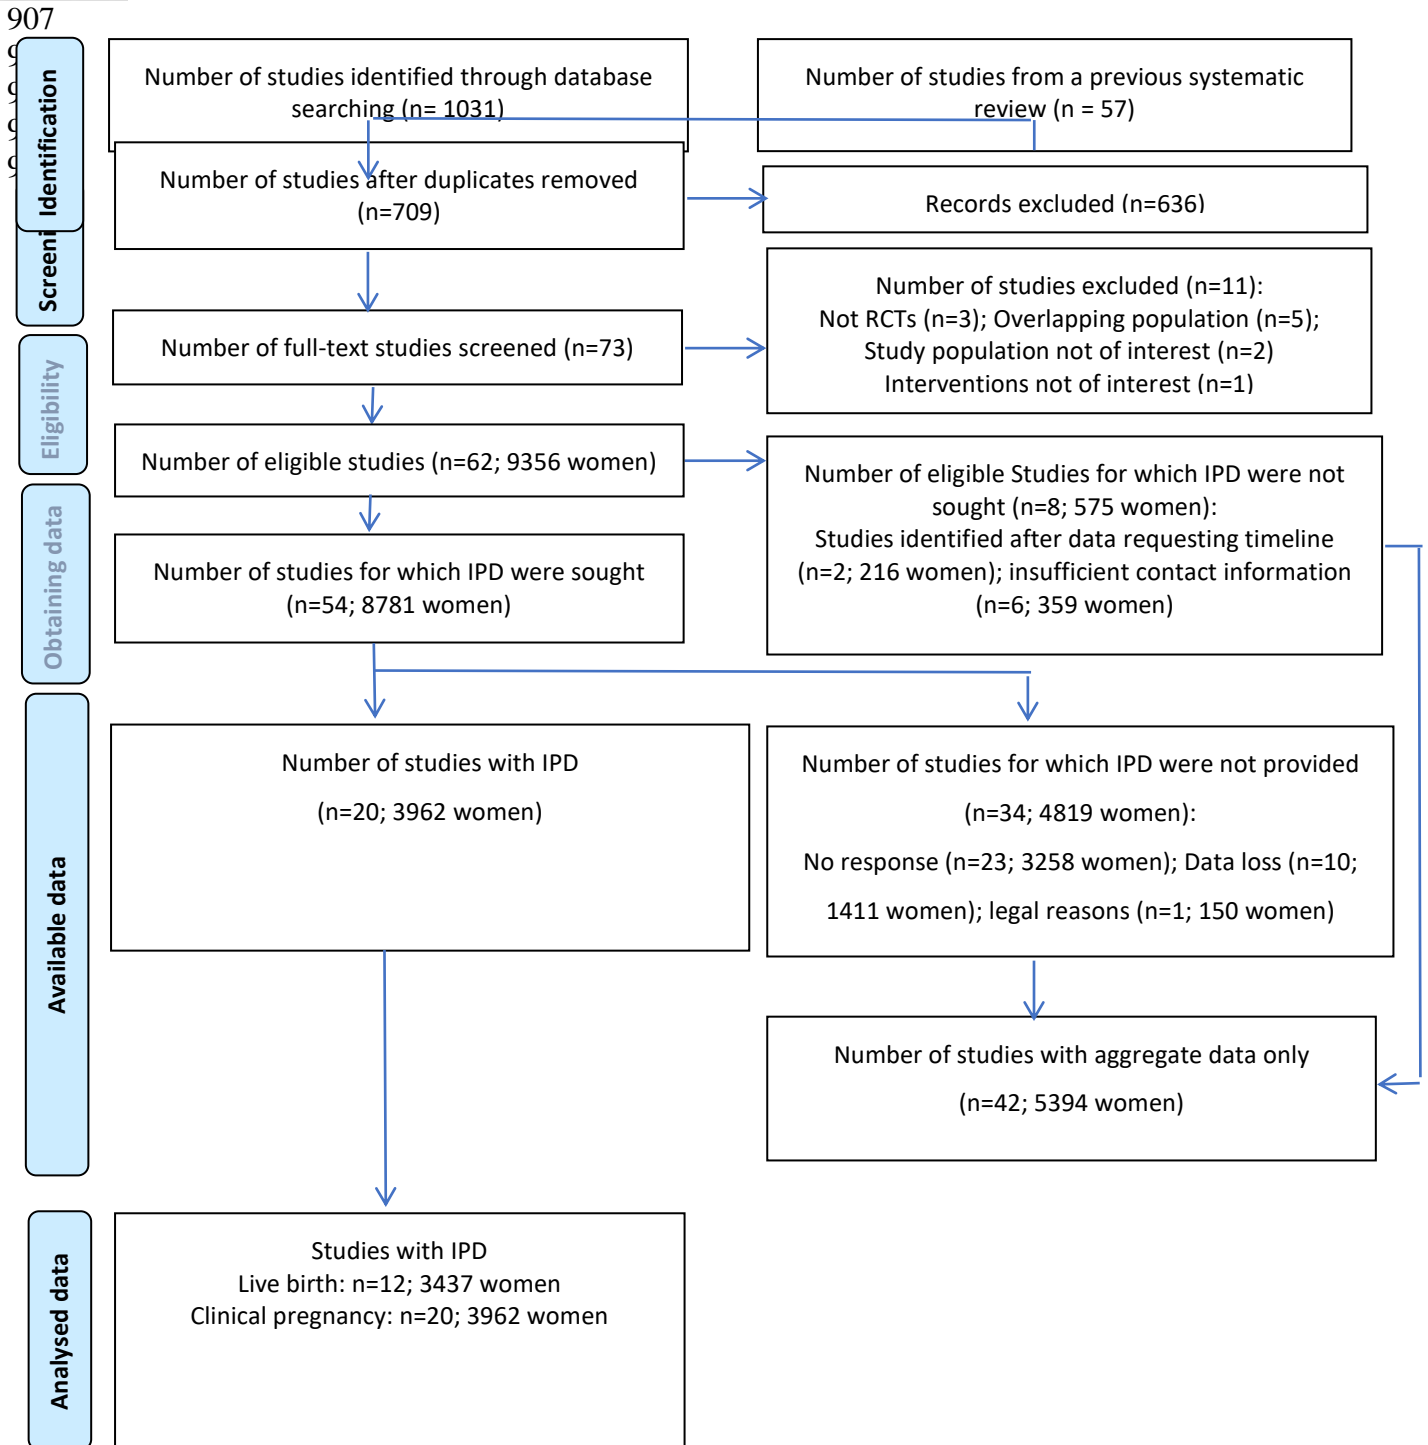 907
9
9
9
9
Identification
Number of studies identified through database
searching (n= 1031)
Number of studies from a previous systematic
review (n = 57)
Screeni
Number of studies after duplicates removed
(n=709)
Records excluded (n=636)
Number of full-text studies screened (n=73)
Number of studies excluded (n=11):
Not RCTs (n=3); Overlapping population (n=5);
Study population not of interest (n=2)
Interventions not of interest (n=1)
Eligibility
Number of eligible studies (n=62; 9356 women)
Number of eligible Studies for which IPD were not
sought (n=8; 575 women):
Studies identified after data requesting timeline
(n=2; 216 women); insufficient contact information
(n=6; 359 women)
Obtaining data
Number of studies for which IPD were sought
(n=54; 8781 women)
Available data
Number of studies with IPD
(n=20; 3962 women)
Number of studies for which IPD were not provided
(n=34; 4819 women):
No response (n=23; 3258 women); Data loss (n=10;
1411 women); legal reasons (n=1; 150 women)
Number of studies with aggregate data only
(n=42; 5394 women)
Analysed data
Studies with IPD
Live birth: n=12; 3437 women
Clinical pregnancy: n=20; 3962 women